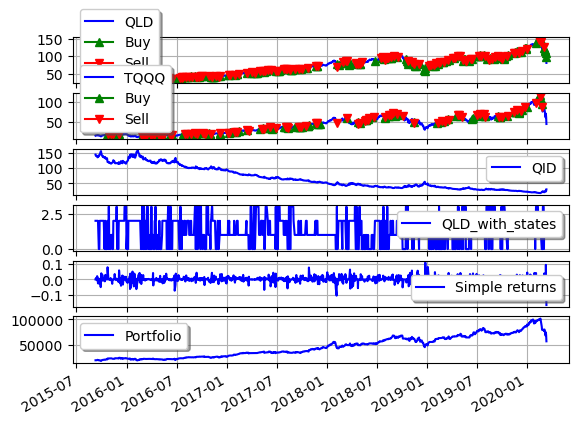 QLD
Buy
Sell
150
100
50
TQQQ
Buy
Sell
100
50
QID
150
100
50
QLD_with_states
2.5
0.0
Simple returns
0.1
0.0
−0.1
Portfolio
100000
50000
2015-07
2016-01
2016-07
2017-01
2017-07
2018-01
2018-07
2019-01
2019-07
2020-01